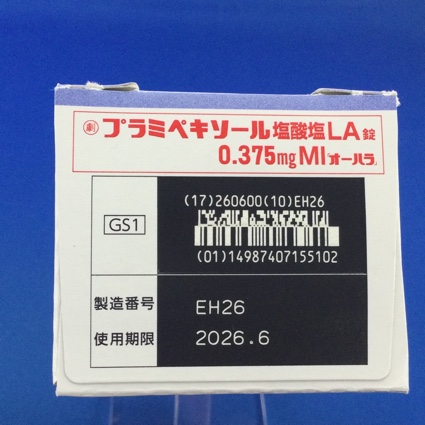 劇 プラミペキソール塩酸塩LA錠
0.375mg MI「オーハラ」
(17)260600(10)EH26
GS1
(01)14987407155102
製造番号 EH26
使用期限 2026.6